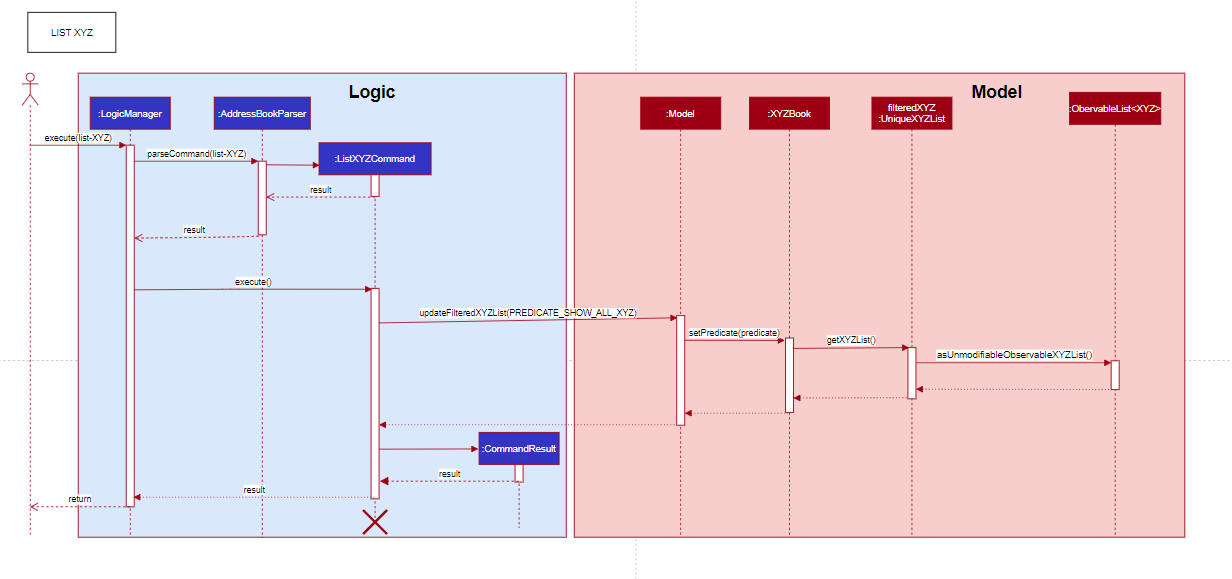 LIST XYZ
Logic
Model
:LogicManager
:AddressBookParser
:Model
:XYZBook
filteredXYZ
:UniqueXYZList
:ObervableList<XYZ>
execute(list-XYZ)
parseCommand(list-XYZ)
:ListXYZCommand
result
result
execute()
updateFilteredXYZList(PREDICATE_SHOW_ALL_XYZ)
setPredicate(predicate)
getXYZList()
asUnmodifiableObservableXYZList()
:CommandResult
result
result
return